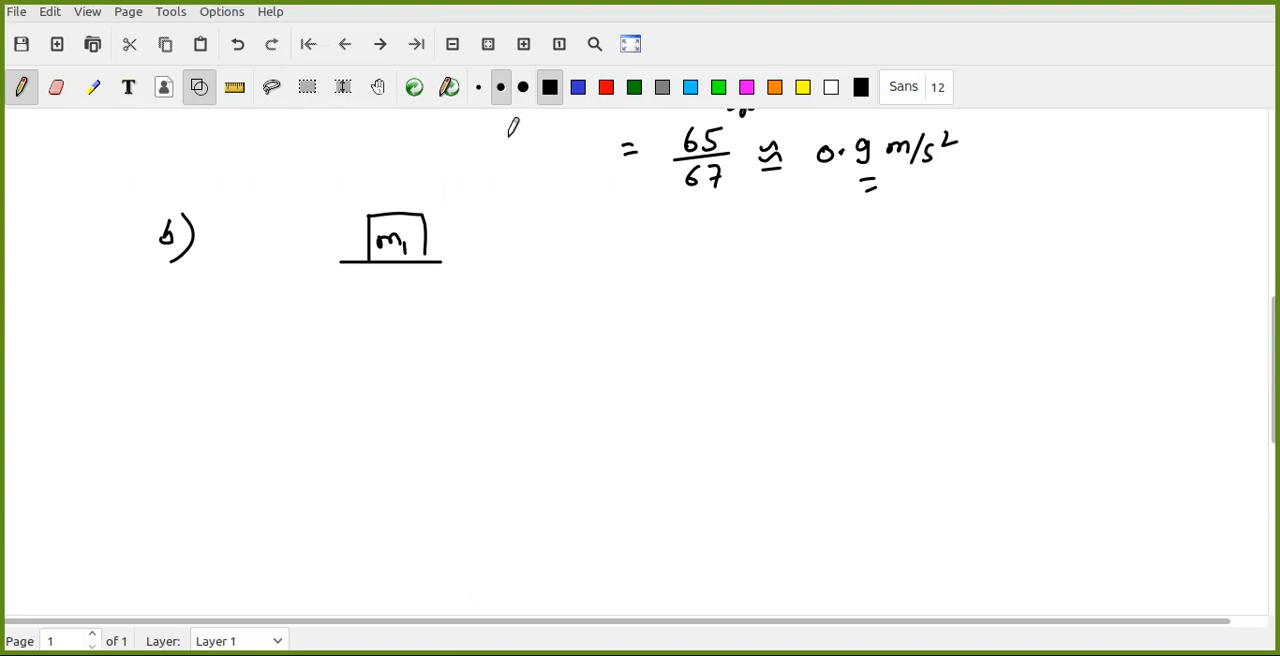 File Edit View Page Tools Options Help
T
1
Sans 12
= 65/67 ≈ 0.9 m/s²
b)
m₁
Page 1 of 1 Layer: Layer 1